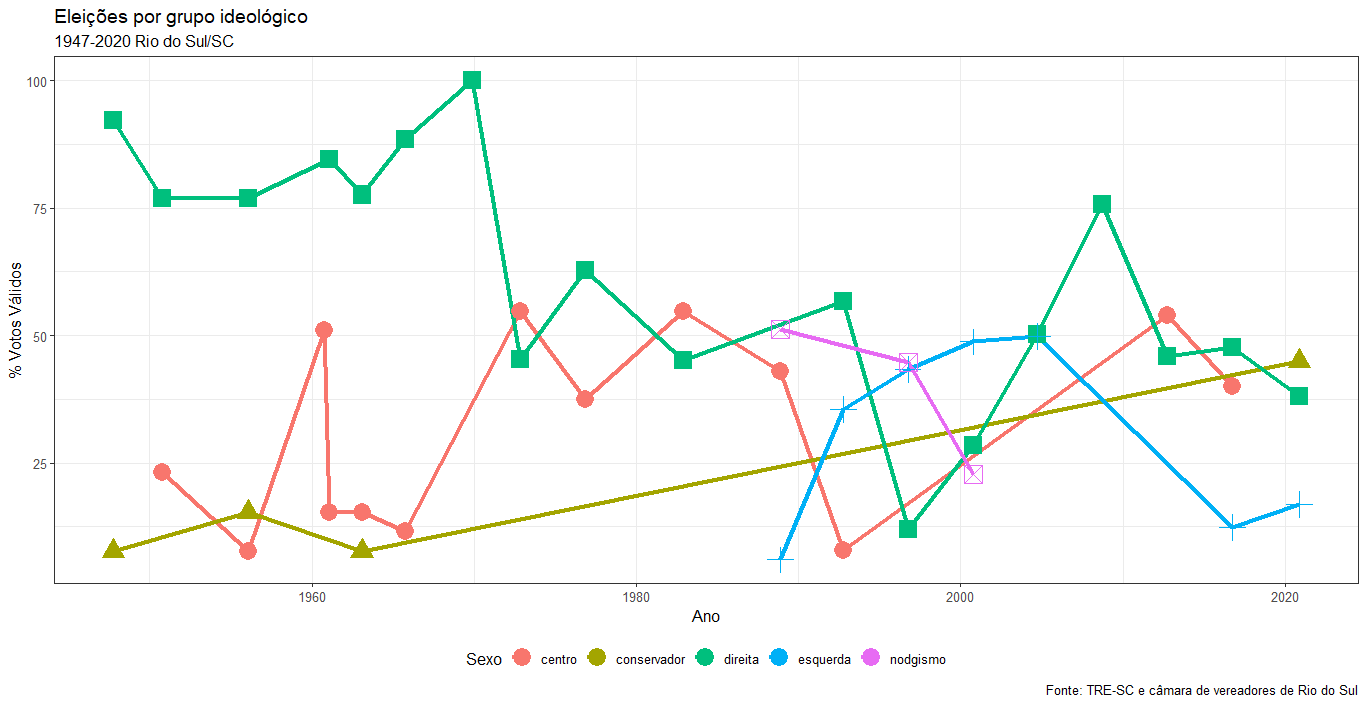 Eleições por grupo ideológico
1947-2020 Rio do Sul/SC
% Votos Válidos
100
75
50
25
1960 1980 2000 2020
Ano
Sexo centro conservador direita esquerda nodgismo
Fonte: TRE-SC e câmara de vereadores de Rio do Sul